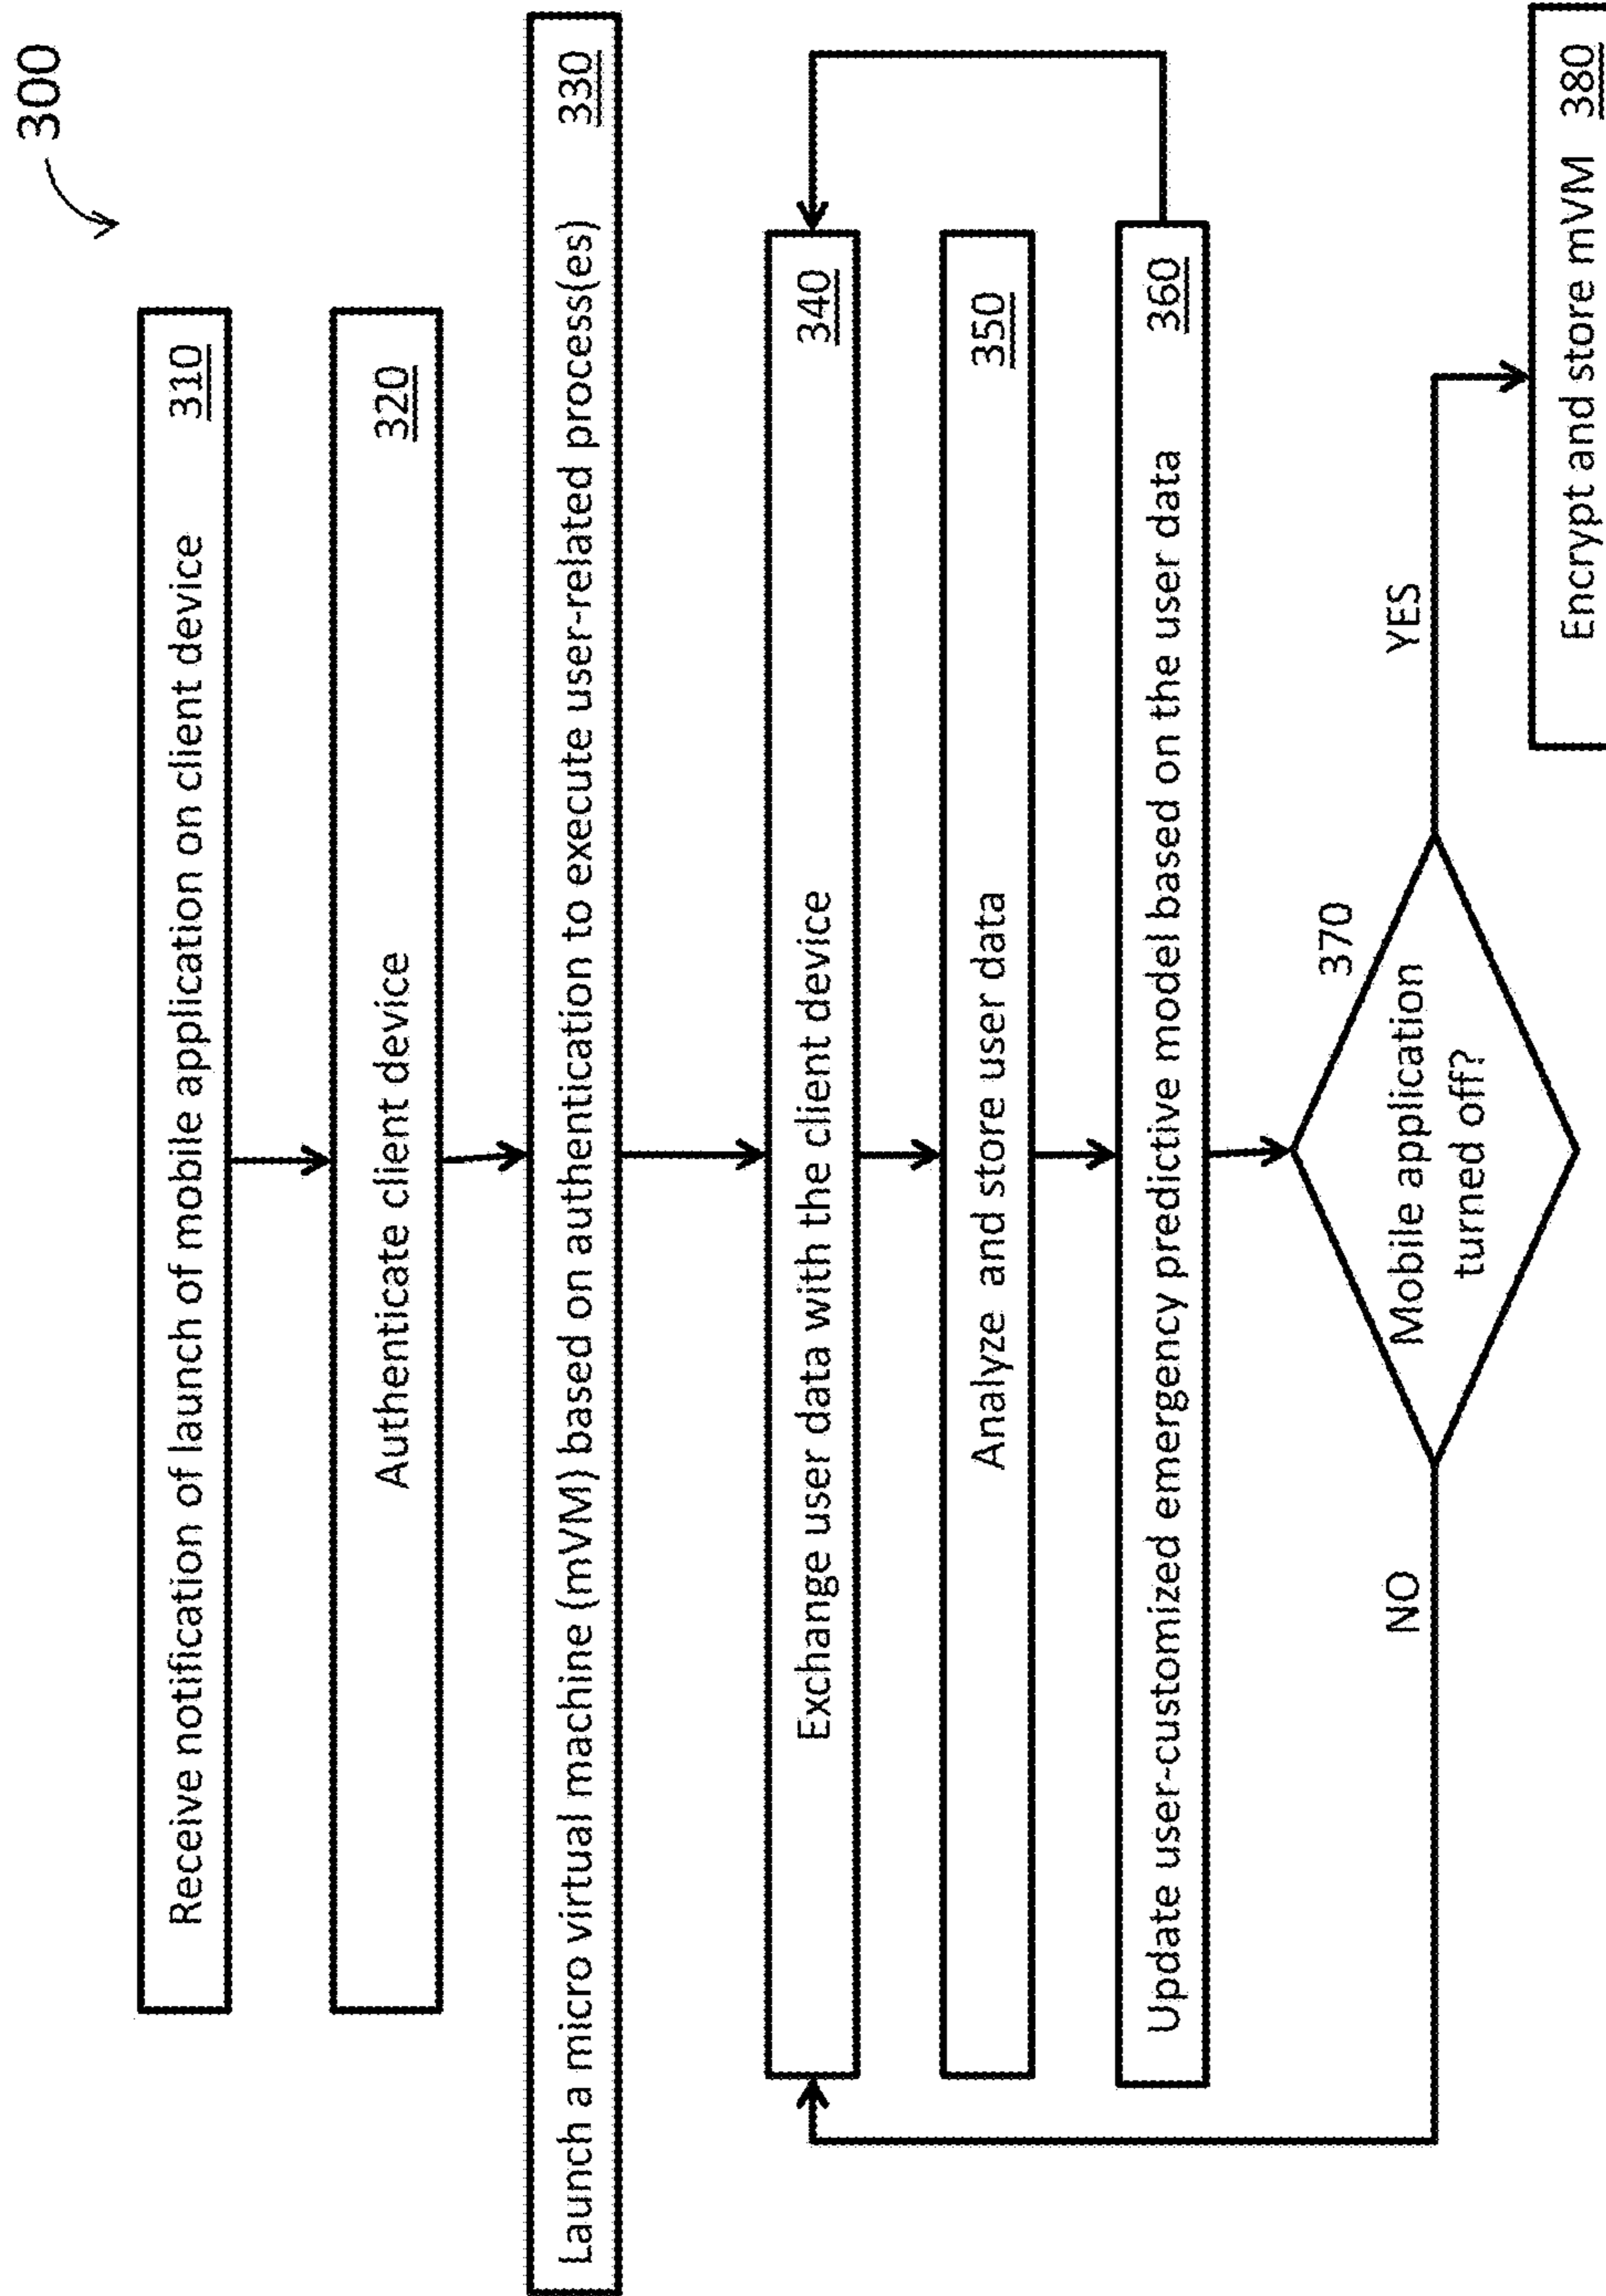 300
Receive notification of launch of mobile application on client device 310
Authenticate client device 320
Launch a micro virtual machine (mVM) based on authentication to execute user-related process(es) 330
Exchange user data with the client device 340
Analyze and store user data 350
Update user-customized emergency predictive model based on the user data 360
370
Mobile application
turned off?
NO
YES
Encrypt and store mVM 380